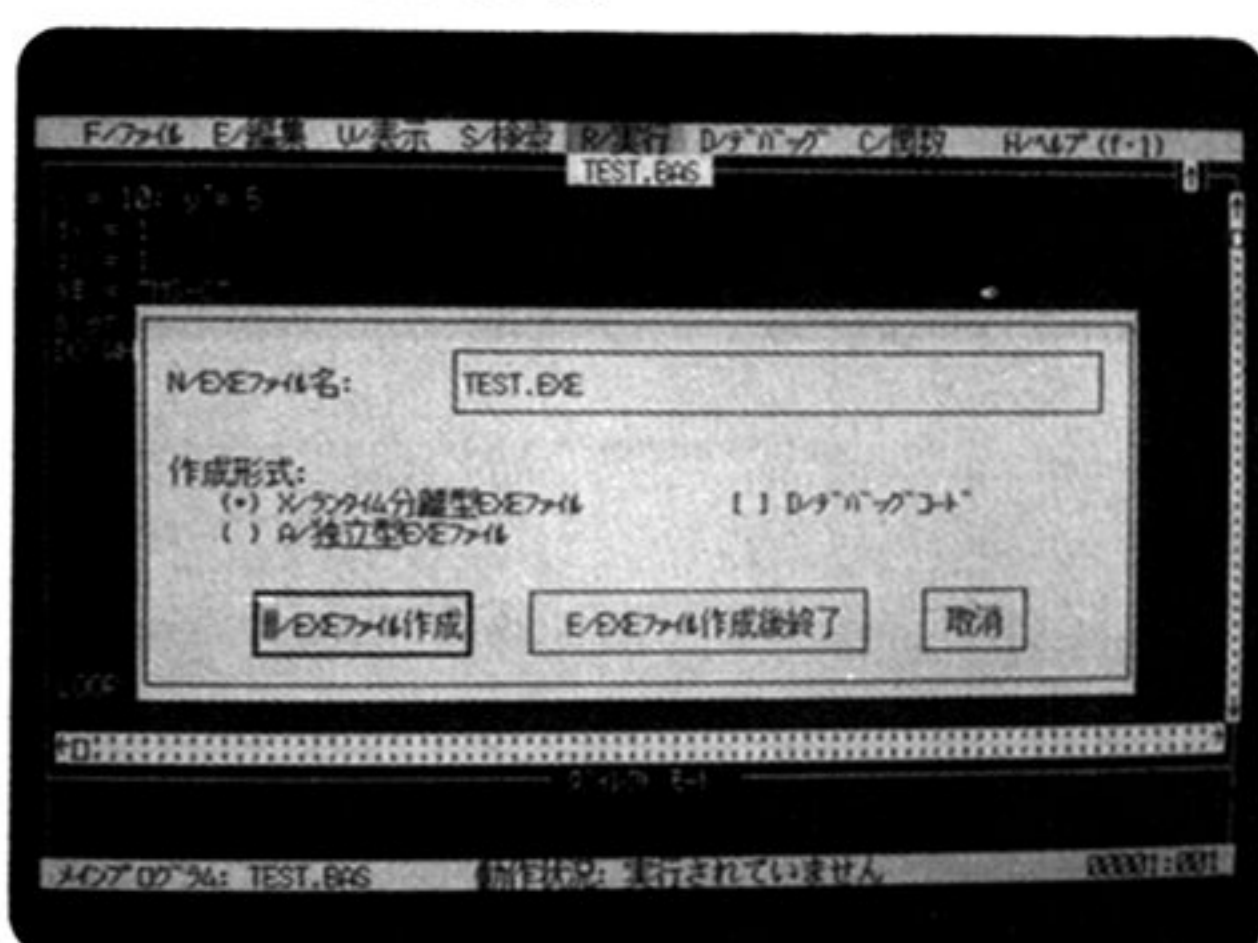 F/ファイル E/編集 V/表示 S/検索 R/実行 D/デバッグ C/関数 H/ヘルプ (f・1)
TEST.BAS
= 10: y = 5
N/EXEファイル名: TEST.EXE
作成形式:
(•) X/ランタイム分離型EXEファイル [ ] D/デバッグコード
( ) A/独立型EXEファイル
/EXEファイル作成 E/EXEファイル作成後終了 取消
LOOP
メインプログラム: TEST.BAS 動作状況: 実行されていません 00001:001